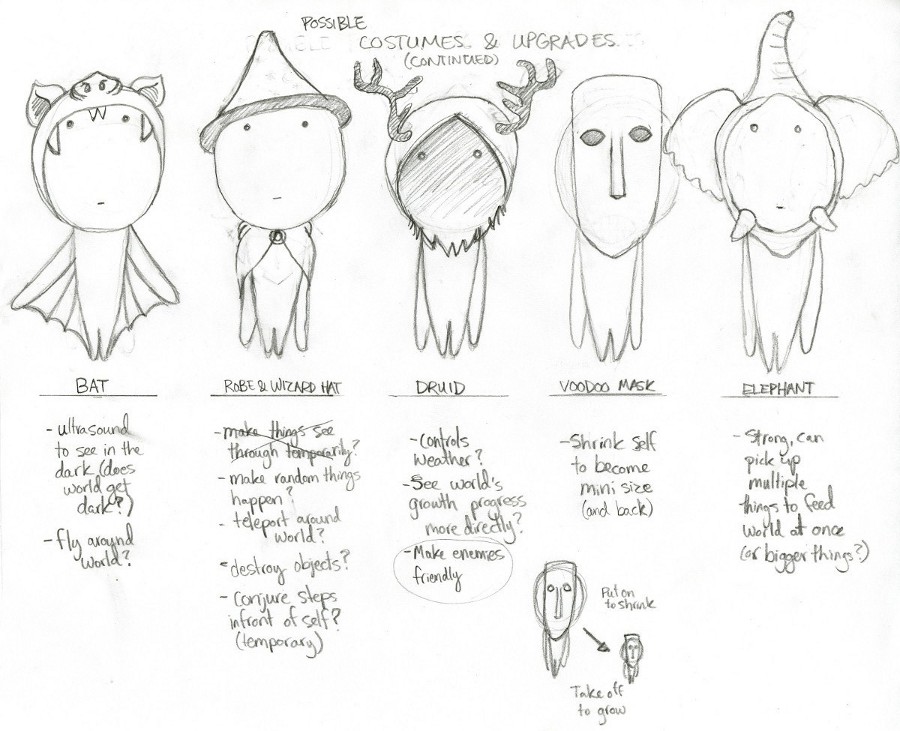 POSSIBLE
COSTUMES & UPGRADES
(CONTINUED)
BAT
- ultrasound
to see in the
dark (does
world get
dark?)
- fly around
world?
ROBE & WIZARD HAT
- make things see
through temporarily?
- make random things
happen?
- teleport around
world?
- destroy objects?
- Conjure steps
infront of self?
(temporary)
DRUID
- Controls
weather?
- See world's
growth progress
more directly?
- Make enemies
friendly
VOODOO MASK
- Shrink self
to become
mini size
(and back)
Put on
to shrink
Take off
to grow
ELEPHANT
- Strong, can
pick up
multiple
things to feed
world at once
(or bigger things?)